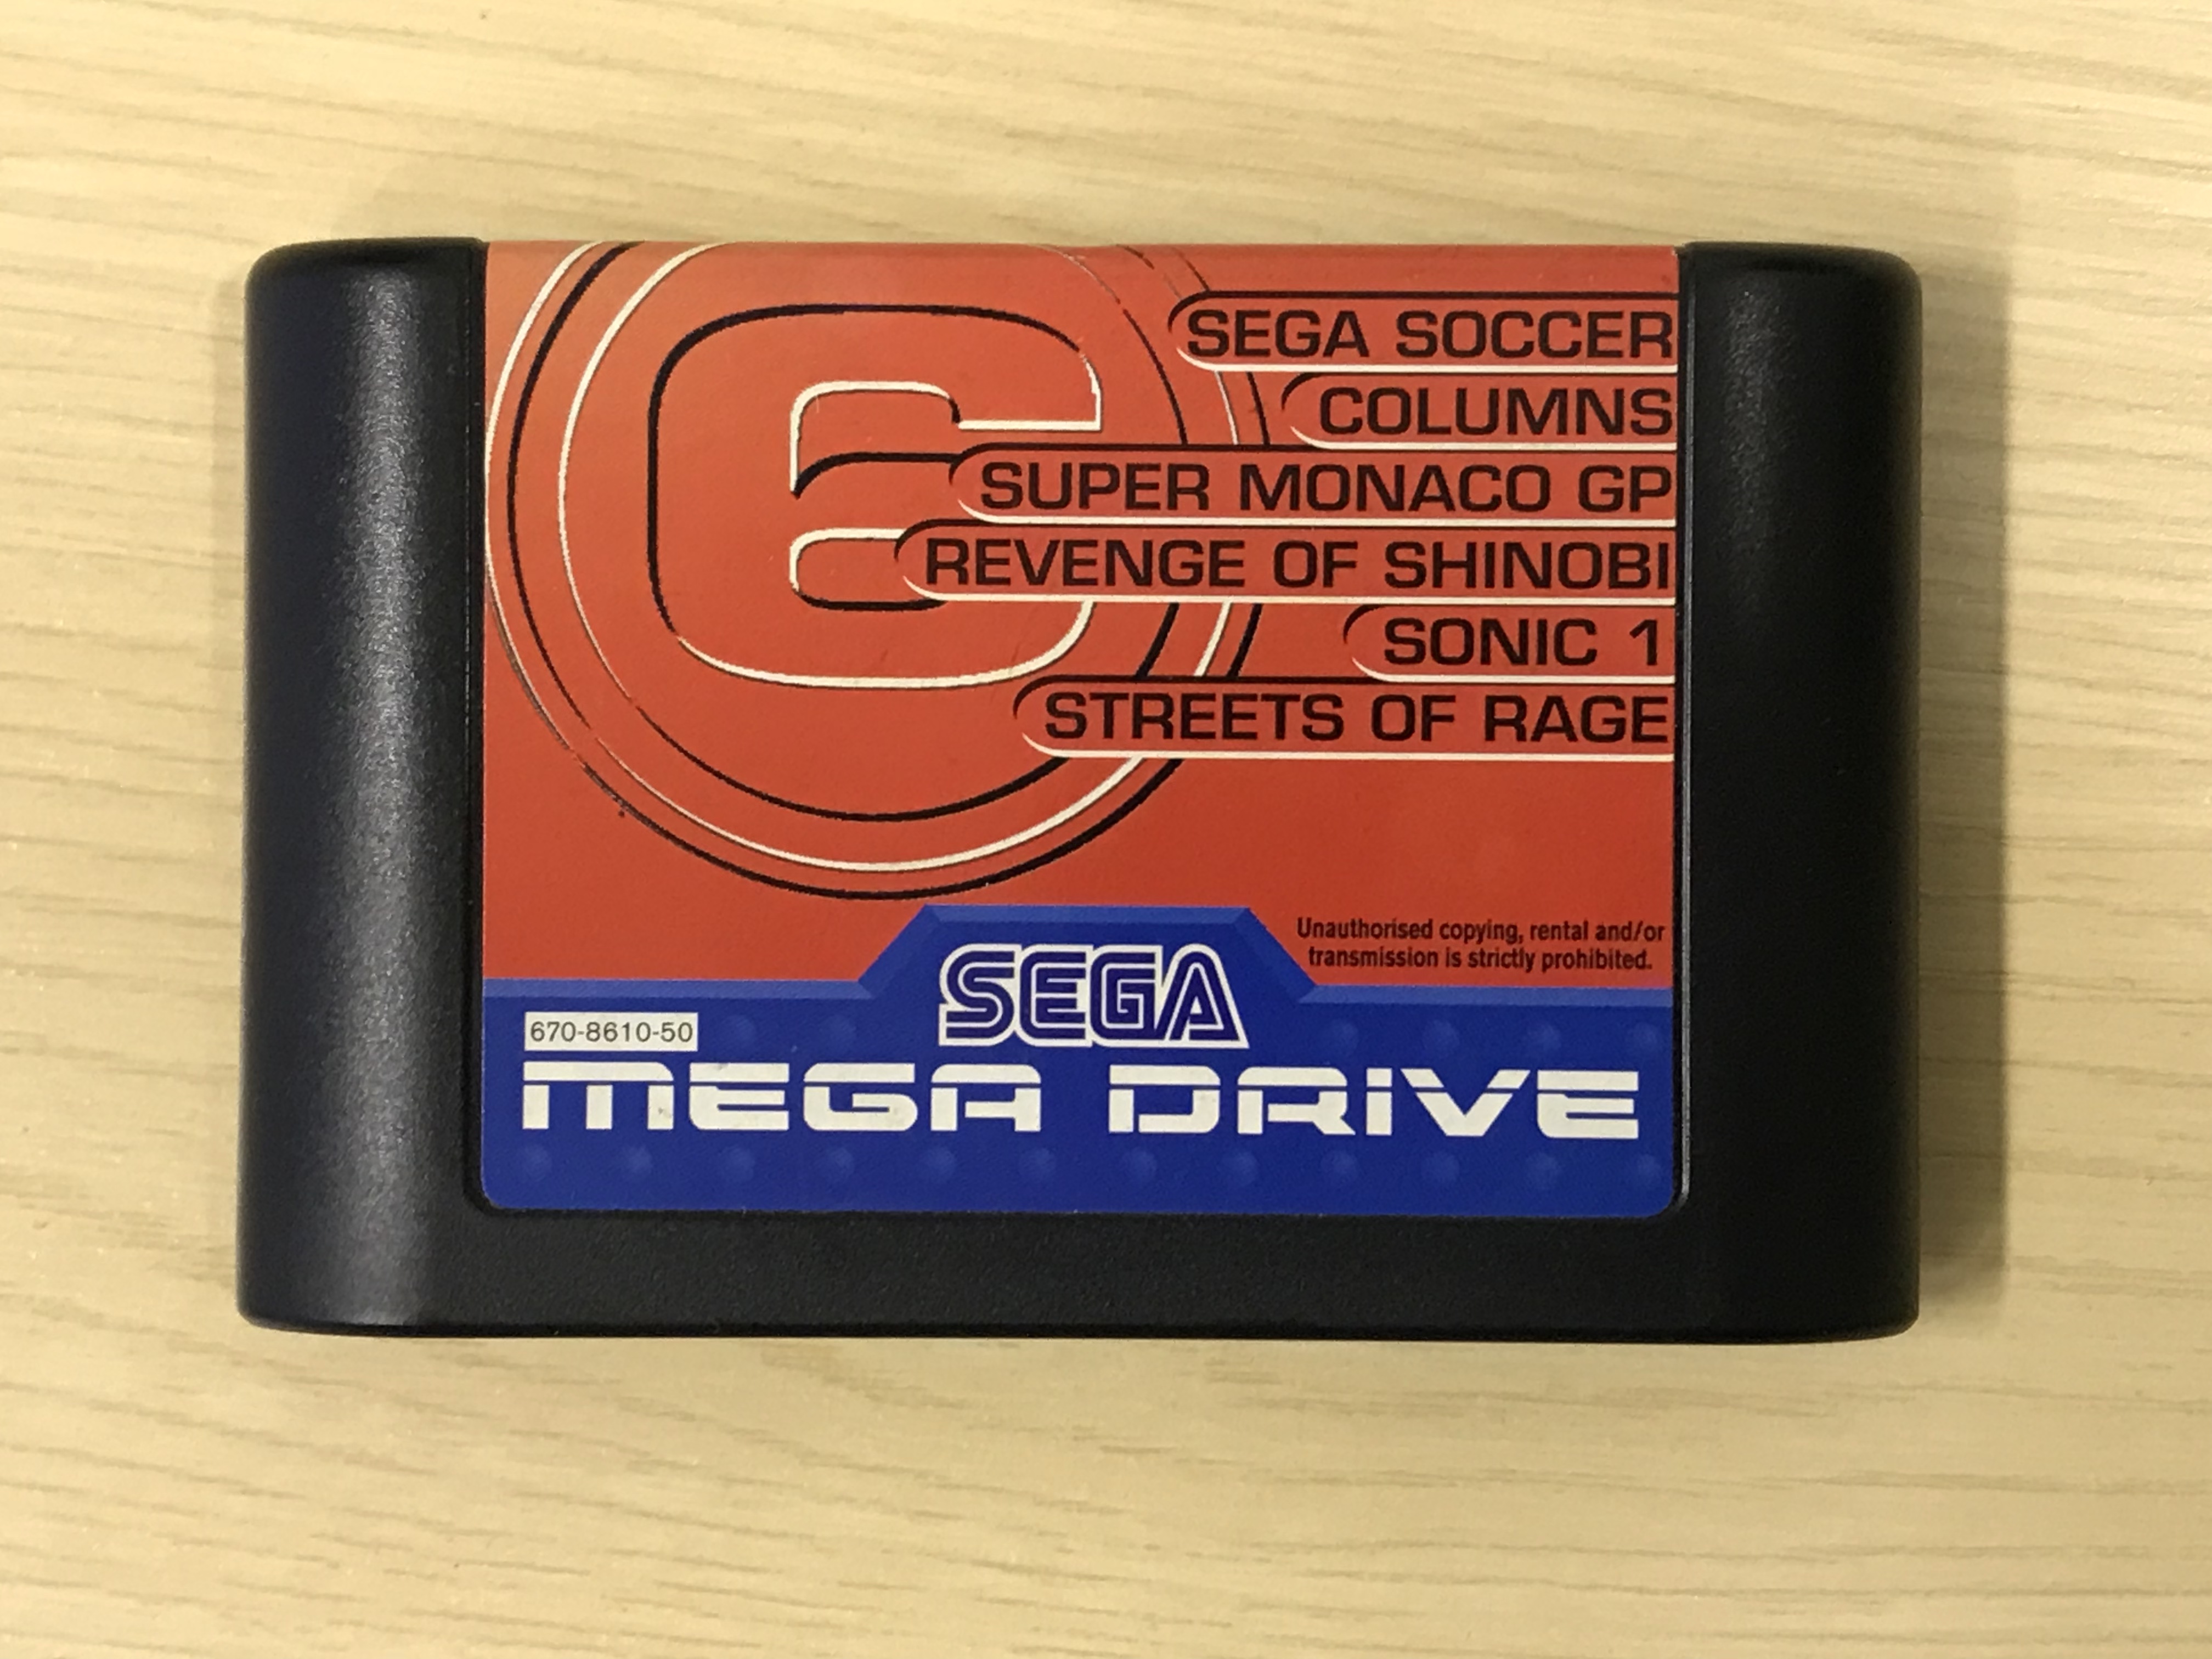 6
SEGA SOCCER
COLUMNS
SUPER MONACO GP
REVENGE OF SHINOBI
SONIC 1
STREETS OF RAGE
Unauthorised copying, rental and/or
transmission is strictly prohibited.
SEGA
670-8610-50
MEGA DRIVE